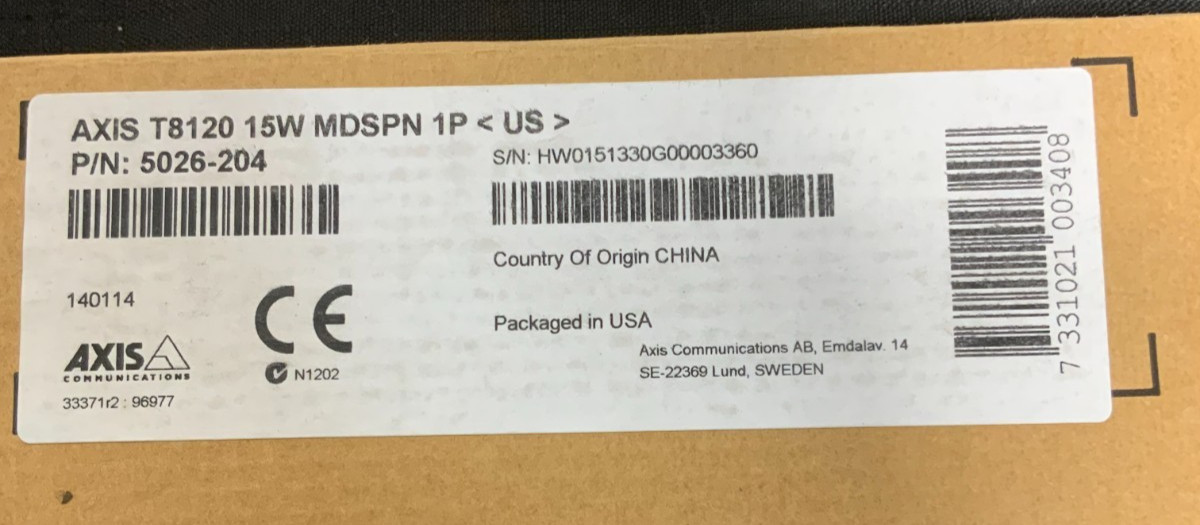 AXIS T8120 15W MDSPN 1P < US >
P/N: 5026-204
S/N: HW0151330G00003360
Country Of Origin CHINA
140114
CE
Packaged in USA
AXIS
COMMUNICATIONS
N1202
33371r2 : 96977
Axis Communications AB, Emdalav. 14
SE-22369 Lund, SWEDEN
7 331021 003408